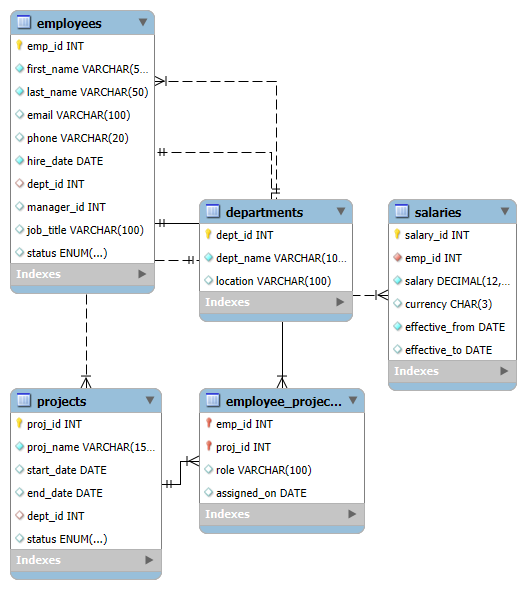 employees
emp_id INT
first_name VARCHAR(5...
last_name VARCHAR(50)
email VARCHAR(100)
phone VARCHAR(20)
hire_date DATE
dept_id INT
manager_id INT
job_title VARCHAR(100)
status ENUM(...)
Indexes
departments
dept_id INT
dept_name VARCHAR(10...
location VARCHAR(100)
Indexes
salaries
salary_id INT
emp_id INT
salary DECIMAL(12,...
currency CHAR(3)
effective_from DATE
effective_to DATE
Indexes
projects
proj_id INT
proj_name VARCHAR(15...
start_date DATE
end_date DATE
dept_id INT
status ENUM(...)
Indexes
employee_projec...
emp_id INT
proj_id INT
role VARCHAR(100)
assigned_on DATE
Indexes